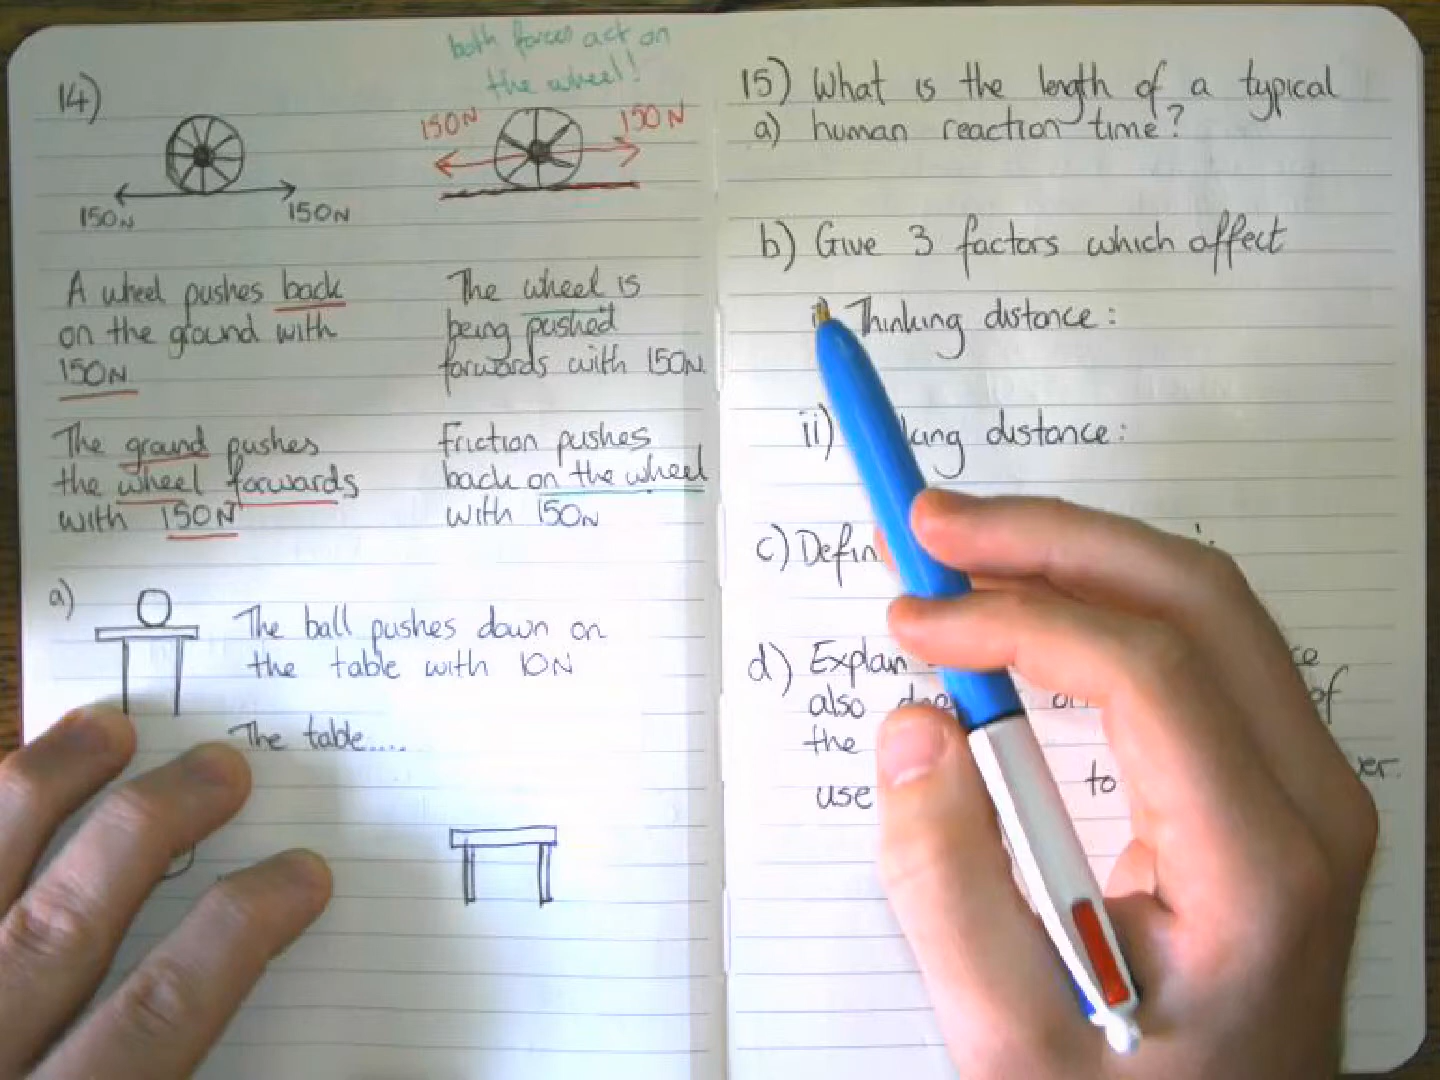 both forces act on
the wheel!
14)
150N
150N
150N
150N
A wheel pushes back
on the ground with
150N
The wheel is
being pushed
forwards with 150N
The ground pushes
the wheel forwards
with 150N
Friction pushes
back on the wheel
with 150N
a)
The ball pushes down on
the table with 10N
The table....
15) What is the length of a typical
a) human reaction time?
b) Give 3 factors which affect
i) Thinking distance:
ii) distance:
c) Defin
d) Explain
also of
the
use to